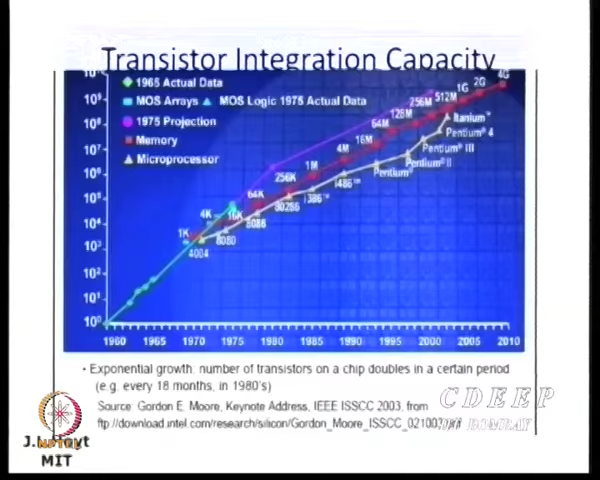 Transistor Integration Capacity
1965 Actual Data
MOS Arrays MOS Logic 1975 Actual Data
1975 Projection
Memory
Microprocessor
10⁹
10⁸
10⁷
10⁶
10⁵
10⁴
10³
10²
10¹
10⁰
1K
4K
16K
64K
256K
1M
4M
16M
64M
128M
256M
512M
1G
2G
4G
4004
8080
8086
80286
i386™
i486™
Pentium®
Pentium® II
Pentium® III
Pentium® 4
Itanium™
1960 1965 1970 1975 1980 1985 1990 1995 2000 2005 2010
• Exponential growth: number of transistors on a chip doubles in a certain period
(e.g. every 18 months, in 1980's)
Source: Gordon E. Moore, Keynote Address, IEEE ISSCC 2003, from
CDEEP
IIT BOMBAY
NPTEL
MIT